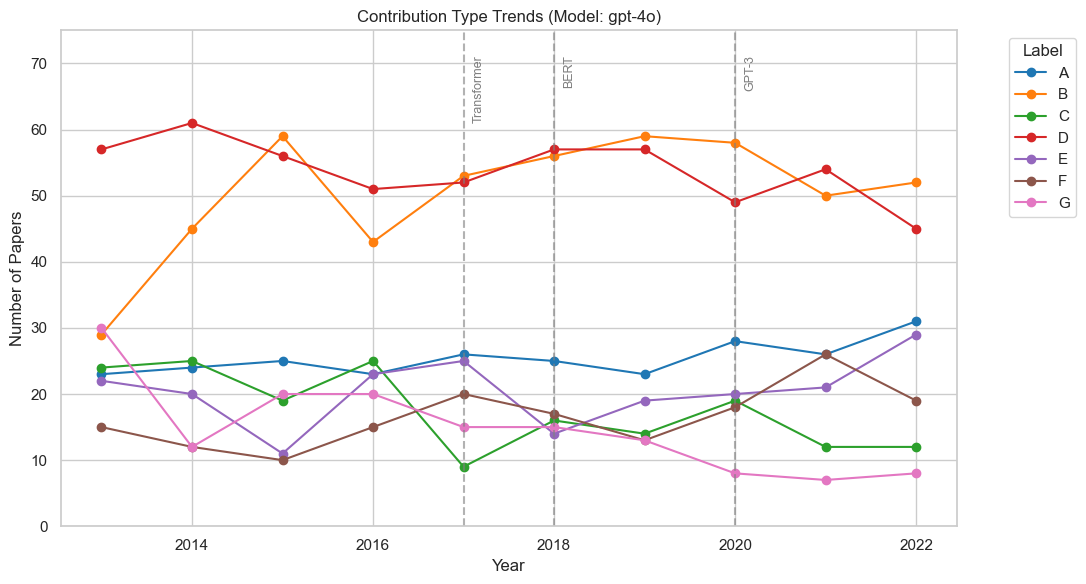 Contribution Type Trends (Model: gpt-4o)
Number of Papers
70
60
50
40
30
20
10
0
Transformer
BERT
GPT-3
2014
2016
2018
2020
2022
Year
Label
A
B
C
D
E
F
G